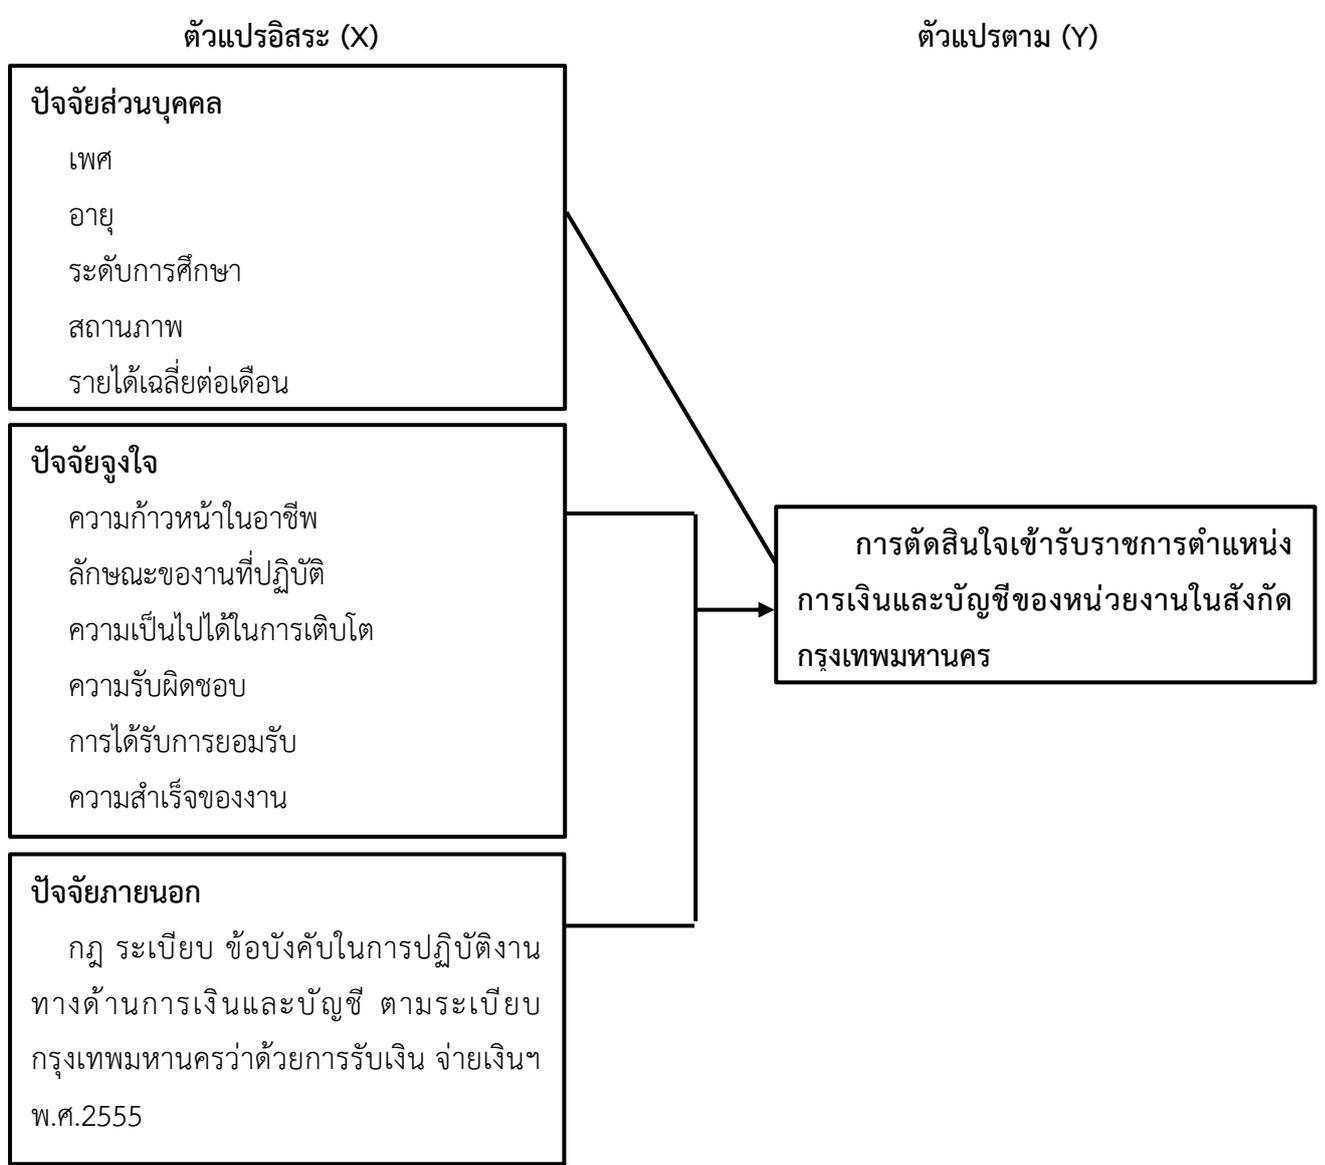 ตัวแปรอิสระ (X)
ตัวแปรตาม (Y)
ปัจจัยส่วนบุคคล
เพศ
อายุ
ระดับการศึกษา
สถานภาพ
รายได้เฉลี่ยต่อเดือน
ปัจจัยจูงใจ
ความก้าวหน้าในอาชีพ
ลักษณะของงานที่ปฏิบัติ
ความเป็นไปได้ในการเติบโต
ความรับผิดชอบ
การได้รับการยอมรับ
ความสำเร็จของงาน
ปัจจัยภายนอก
กฎ ระเบียบ ข้อบังคับในการปฏิบัติงาน
ทางด้านการเงินและบัญชี ตามระเบียบ
กรุงเทพมหานครว่าด้วยการรับเงิน จ่ายเงินฯ
พ.ศ.2555
การตัดสินใจเข้ารับราชการตำแหน่ง
การเงินและบัญชีของหน่วยงานในสังกัด
กรุงเทพมหานคร